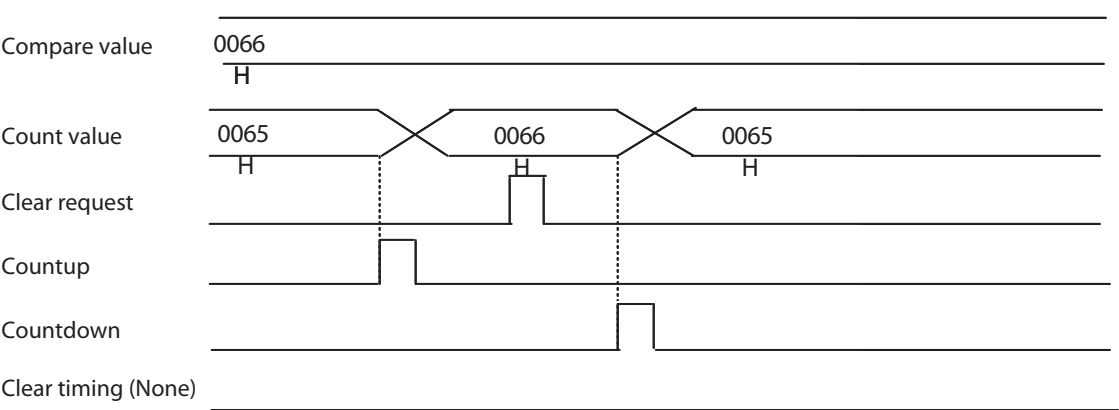 Compare value 0066
H
Count value 0065 0066 0065
H H H
Clear request
Countup
Countdown
Clear timing (None)